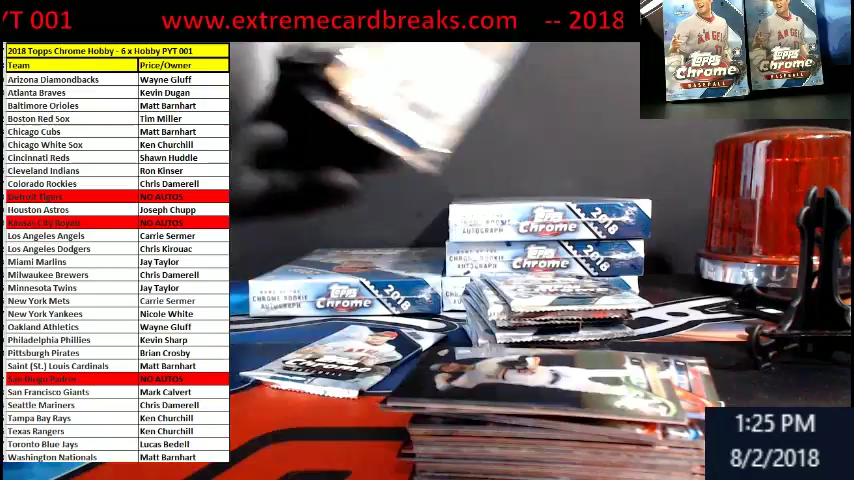 YT 001 www.extremecardbreaks.com -- 2018
2018 Topps Chrome Hobby - 6 x Hobby PYT 001
Team Price/Owner
Arizona Diamondbacks Wayne Gluff
Atlanta Braves Kevin Dugan
Baltimore Orioles Matt Barnhart
Boston Red Sox Tim Miller
Chicago Cubs Matt Barnhart
Chicago White Sox Ken Churchill
Cincinnati Reds Shawn Huddle
Cleveland Indians Ron Kinser
Colorado Rockies Chris Damerell
Detroit Tigers NO AUTOS
Houston Astros Joseph Chupp
Kansas City Royals NO AUTOS
Los Angeles Angels Carrie Sermer
Los Angeles Dodgers Chris Kirouac
Miami Marlins Jay Taylor
Milwaukee Brewers Chris Damerell
Minnesota Twins Jay Taylor
New York Mets Carrie Sermer
New York Yankees Nicole White
Oakland Athletics Wayne Gluff
Philadelphia Phillies Kevin Sharp
Pittsburgh Pirates Brian Crosby
Saint (St.) Louis Cardinals Matt Barnhart
San Diego Padres NO AUTOS
San Francisco Giants Mark Calvert
Seattle Mariners Chris Damerell
Tampa Bay Rays Ken Churchill
Texas Rangers Ken Churchill
Toronto Blue Jays Lucas Bedell
Washington Nationals Matt Barnhart
Topps Chrome BASEBALL
Topps Chrome BASEBALL
Topps Chrome 2018
AUTOGRAPH
Topps Chrome 2018
AUTOGRAPH
CHROME ROOKIE
AUTOGRAPH
Topps Chrome 2018
1:25 PM
8/2/2018